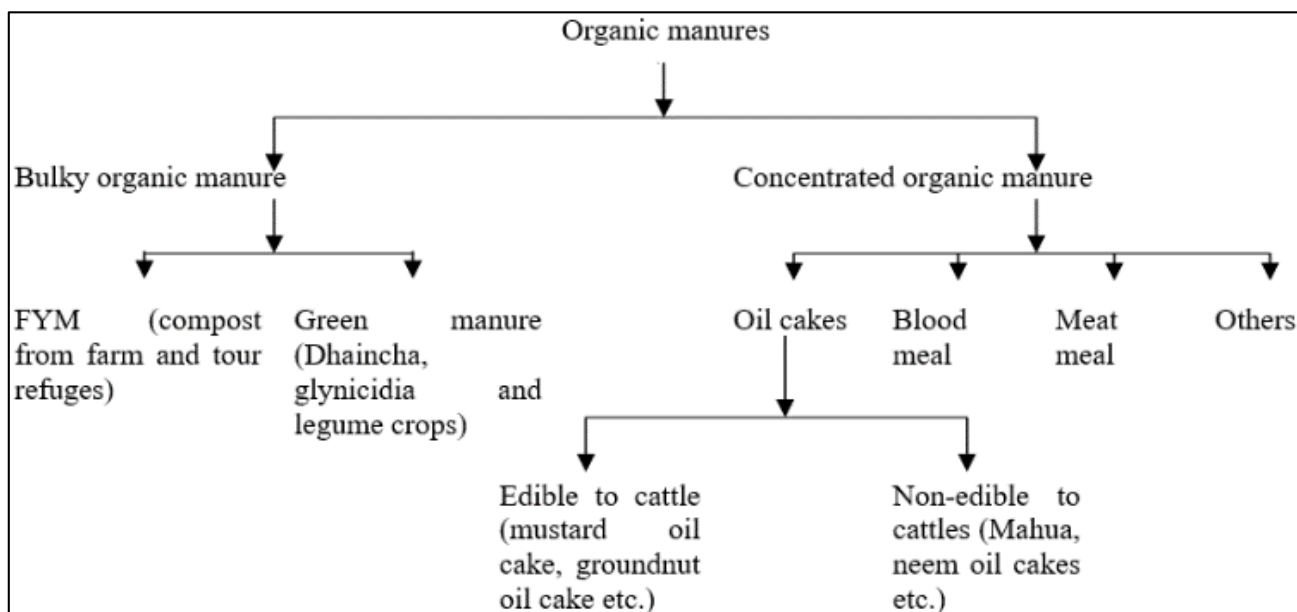 Organic manures
Bulky organic manure
Concentrated organic manure
FYM (compost
from farm and tour
refuges)
Green manure
(Dhaincha,
glynicidia and
legume crops)
Oil cakes
Blood
meal
Meat
meal
Others
Edible to cattle
(mustard oil
cake, groundnut
oil cake etc.)
Non-edible to
cattles (Mahua,
neem oil cakes
etc.)